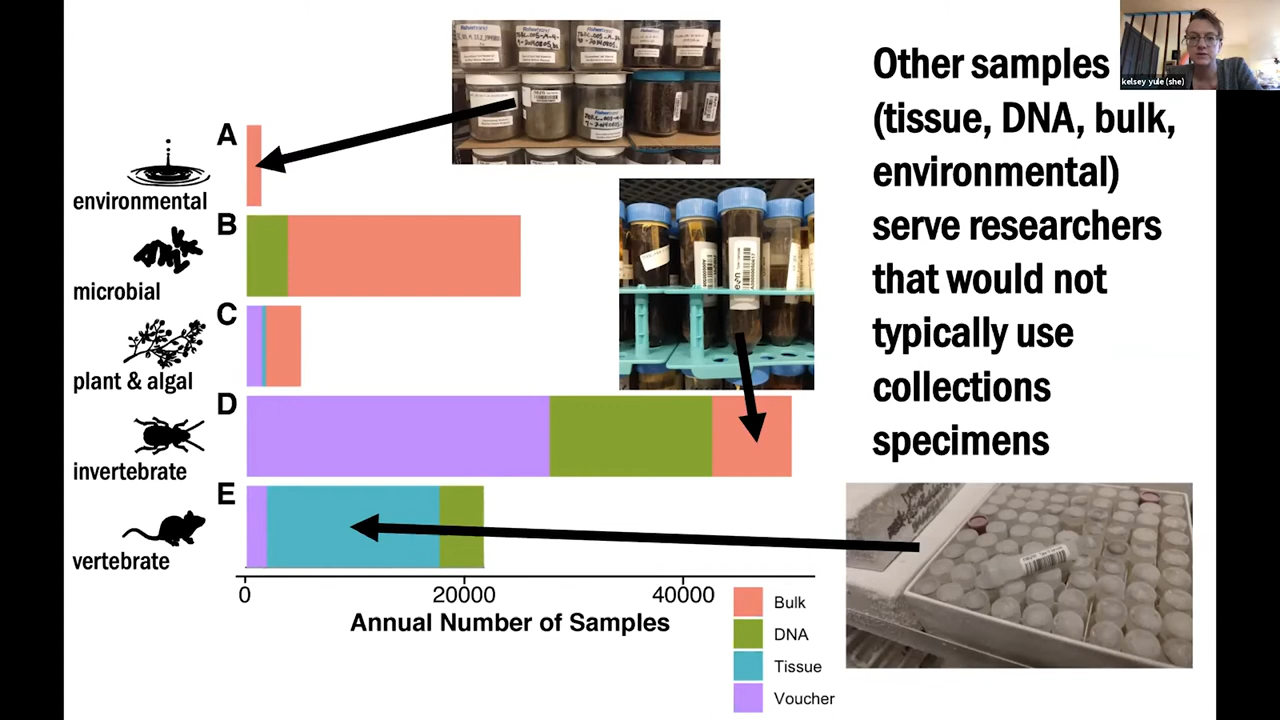 Other samples
(tissue, DNA, bulk,
environmental)
serve researchers
that would not
typically use
collections
specimens
kelsey yule (she)
A
environmental
B
microbial
C
plant & algal
D
invertebrate
E
vertebrate
0
20000
40000
Annual Number of Samples
Bulk
DNA
Tissue
Voucher